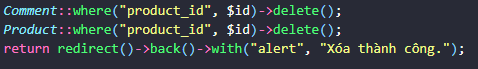 Comment::where("product_id", $id)->delete();
Product::where("product_id", $id)->delete();
return redirect()->back()->with("alert", "Xóa thành công.");